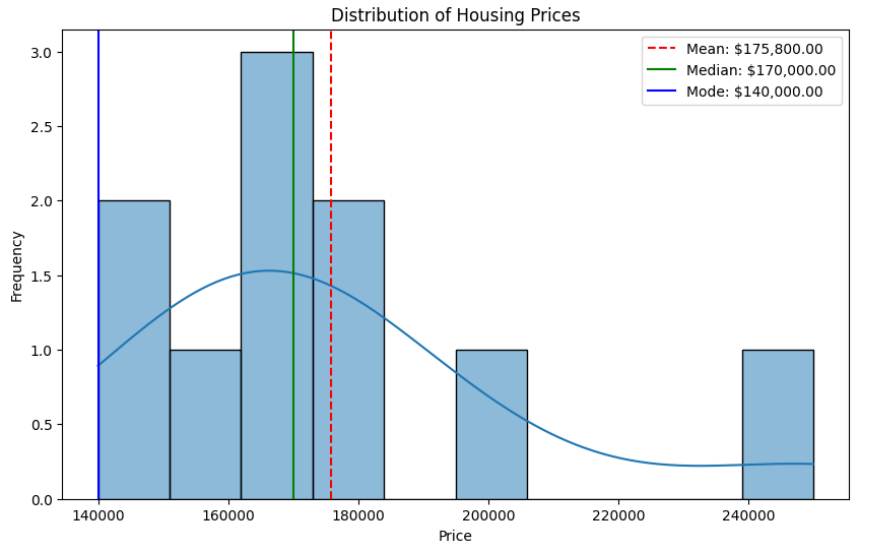 Distribution of Housing Prices
Mean: $175,800.00
Median: $170,000.00
Mode: $140,000.00
3.0
2.5
2.0
1.5
1.0
0.5
0.0
Frequency
140000 160000 180000 200000 220000 240000
Price